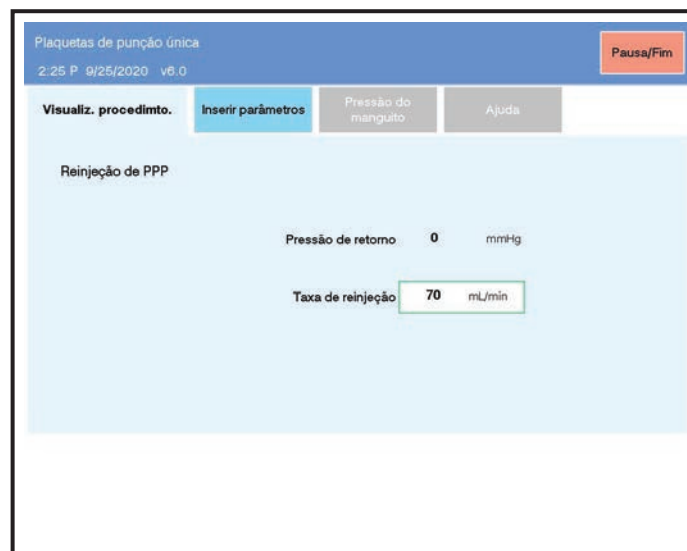 Plaquetas de punção única
2:25 P 9/25/2020 v6.0
Pausa/Fim
Visualiz. procedimto.
Inserir parâmetros
Pressão do
manguito
Ajuda
Reinjeção de PPP
Pressão de retorno 0 mmHg
Taxa de reinjeção 70 mL/min